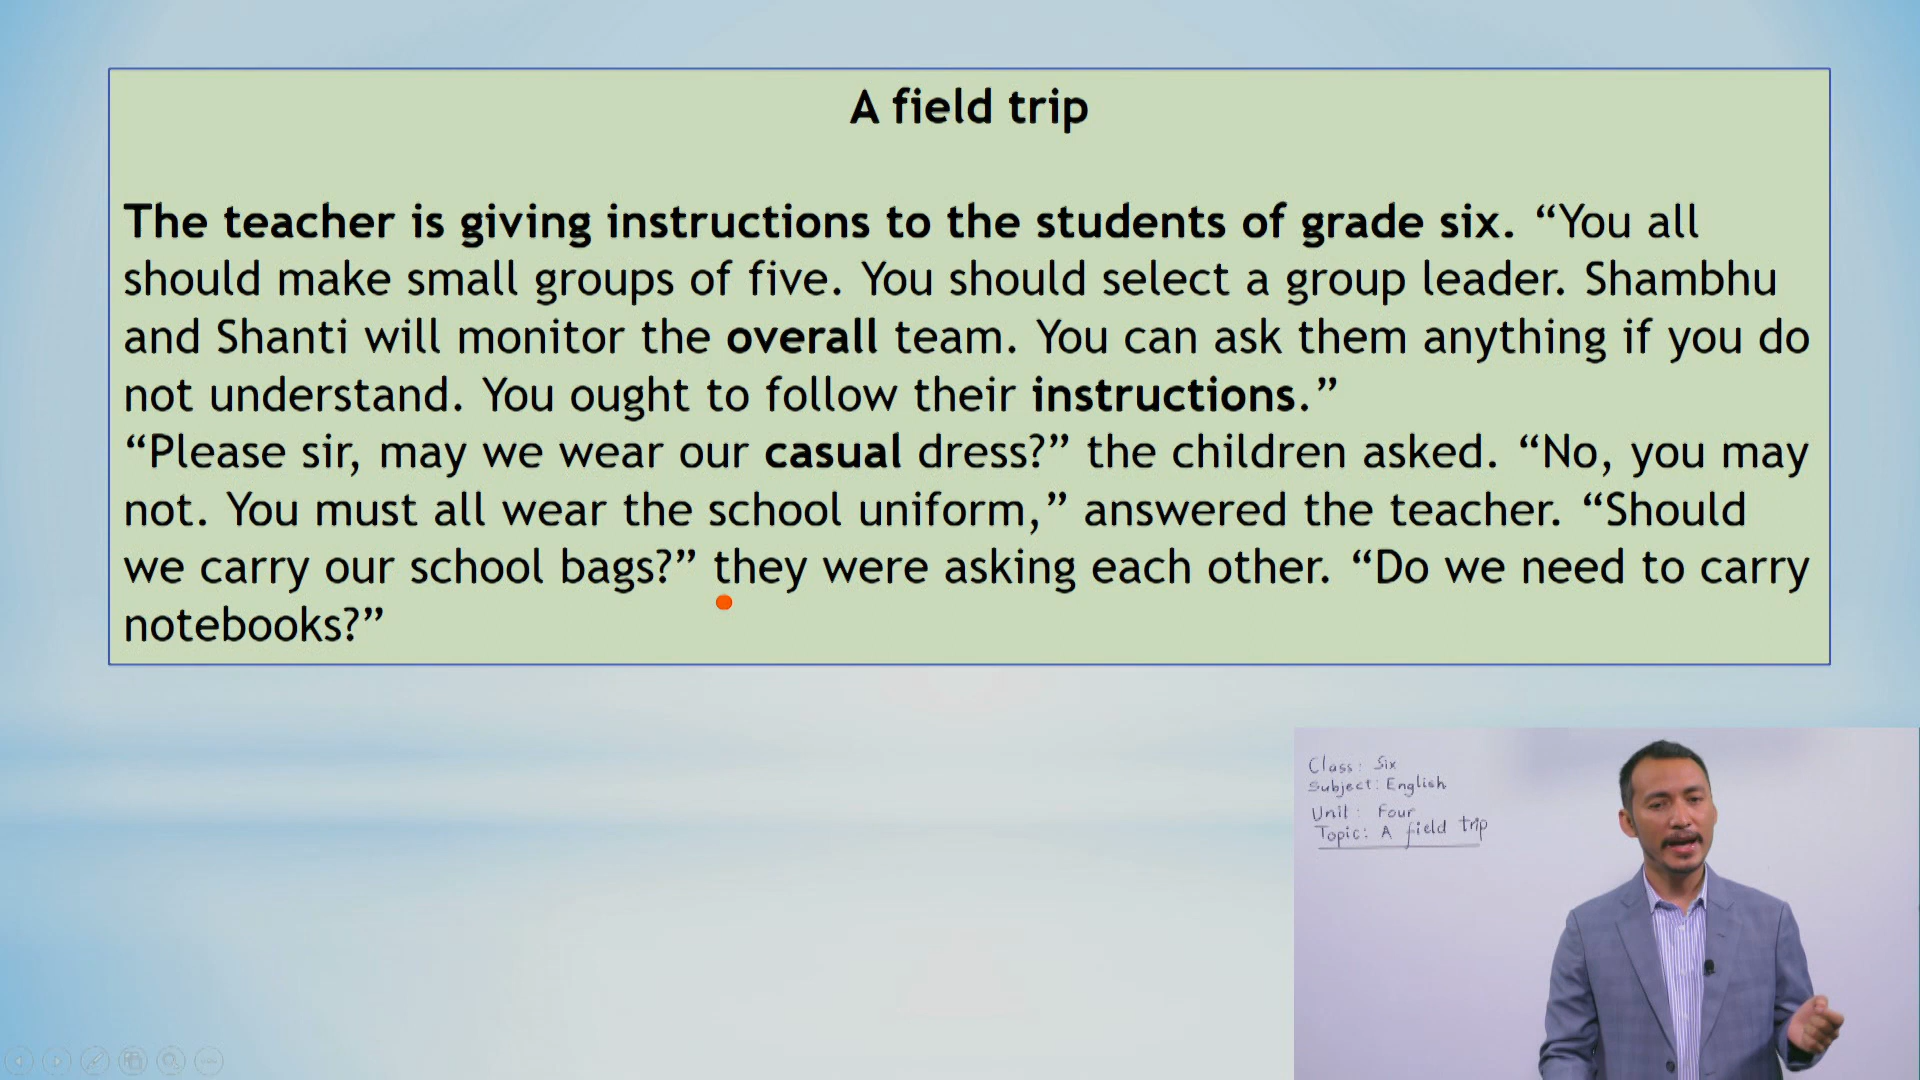 A field trip
The teacher is giving instructions to the students of grade six. “You all
should make small groups of five. You should select a group leader. Shambhu
and Shanti will monitor the overall team. You can ask them anything if you do
not understand. You ought to follow their instructions.”
“Please sir, may we wear our casual dress?” the children asked. “No, you may
not. You must all wear the school uniform,” answered the teacher. “Should
we carry our school bags?” they were asking each other. “Do we need to carry
notebooks?”
Class: Six
Subject: English
Unit: Four
Topic: A field trip